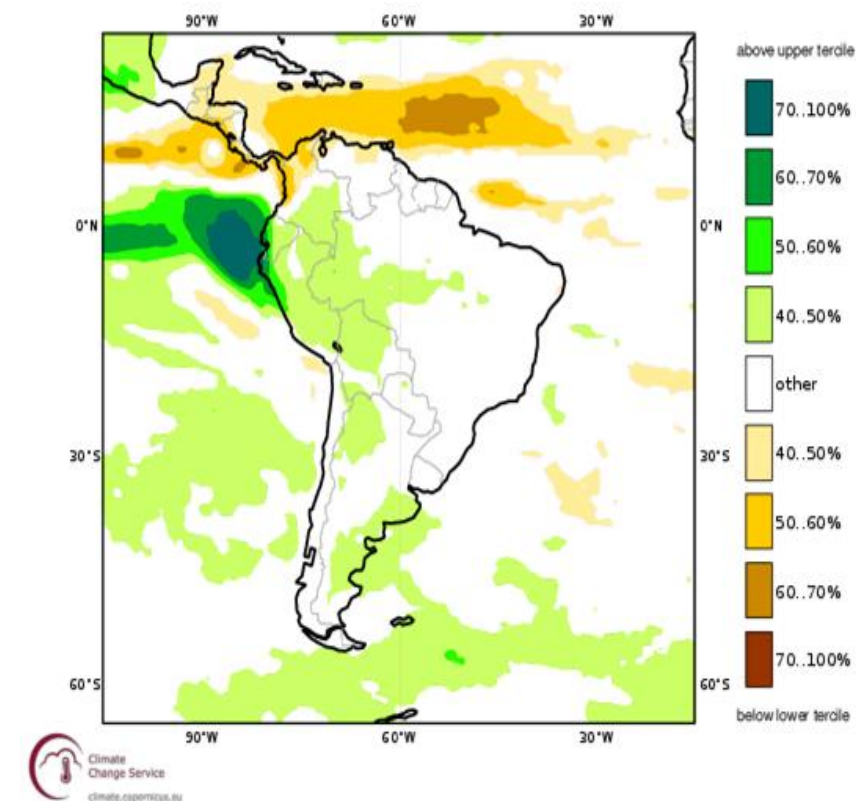 90°W 60°W 30°W
above upper tercile
70..100%
60..70%
0°N 0°N
50..60%
40..50%
other
30°S 30°S
40..50%
50..60%
60..70%
70..100%
60°S 60°S
below lower tercile
90°W 60°W 30°W
Climate
Change Service
climate.copernicus.eu